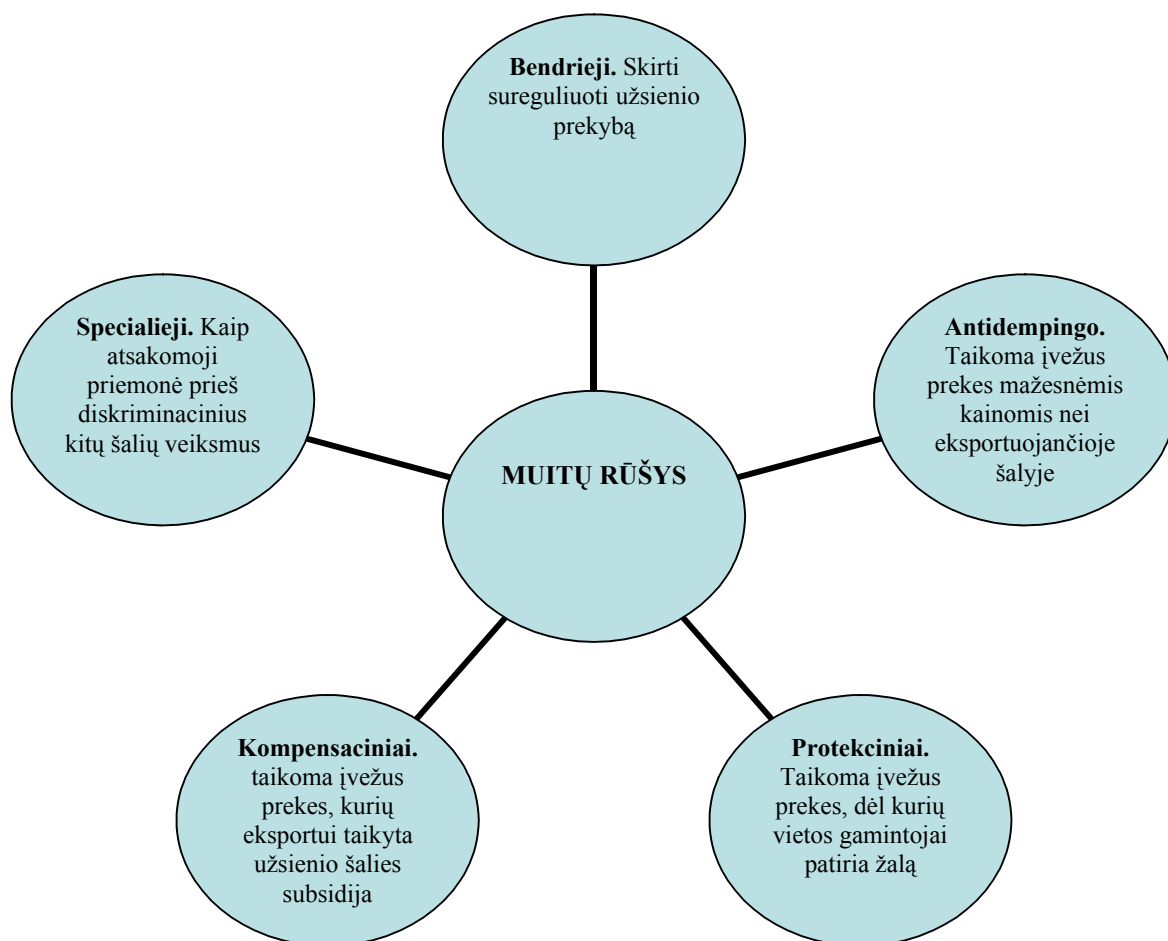 Bendrieji. Skirti
sureguliuoti užsienio
prekybą
Specialieji. Kaip
atsakomoji
priemonė prieš
diskriminacinius
kitų šalių veiksmus
Antidempingo.
Taikoma įvežus
prekes mažesnėmis
kainomis nei
eksportuojančioje
šalyje
MUITŲ RŪŠYS
Kompensaciniai.
taikoma įvežus
prekes, kurių
eksportui taikyta
užsienio šalies
subsidija
Protekciniai.
Taikoma įvežus
prekes, dėl kurių
vietos gamintojai
patiria žalą